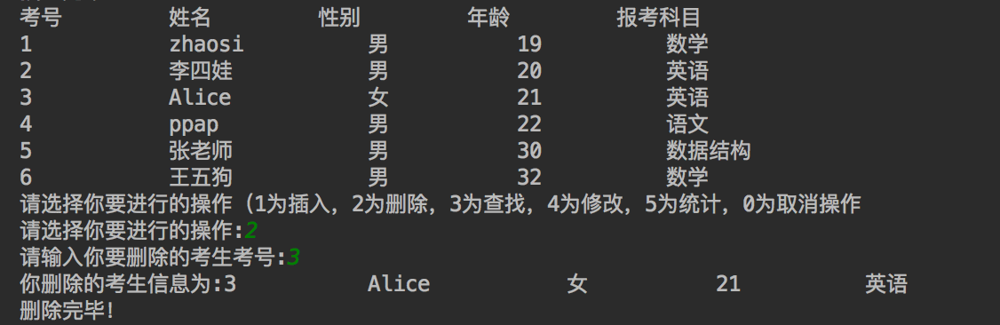 考号 姓名 性别 年龄 报考科目
1 zhaosi 男 19 数学
2 李四娃 男 20 英语
3 Alice 女 21 英语
4 ppap 男 22 语文
5 张老师 男 30 数据结构
6 王五狗 男 32 数学
请选择你要进行的操作（1为插入，2为删除，3为查找，4为修改，5为统计，0为取消操作
请选择你要进行的操作:2
请输入你要删除的考生考号:3
你删除的考生信息为:3 Alice 女 21 英语
删除完毕!